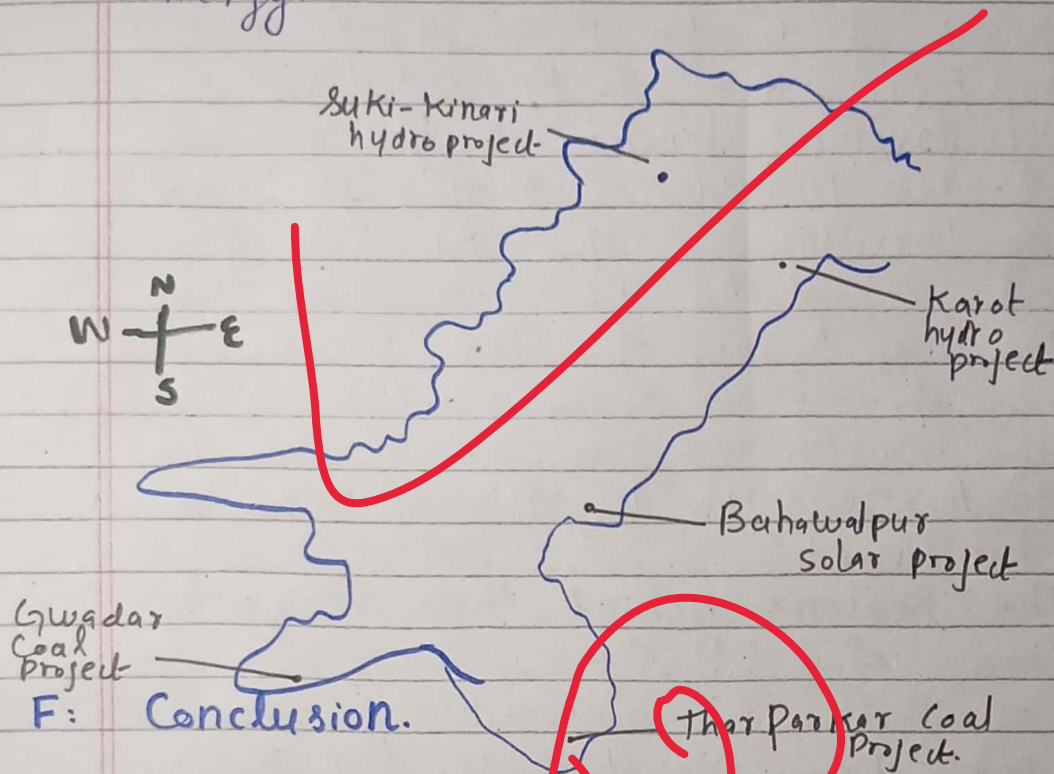 Suki-Kinari
hydro project
N
W E
S
Karot
hydro
project
Bahawalpur
solar project
Gwadar
Coal
project
F: Conclusion.
Thar Parkar Coal
Project.